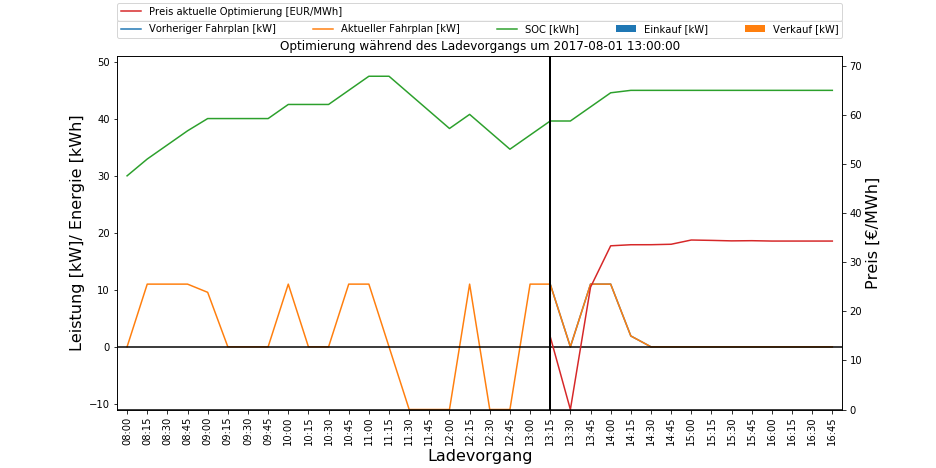 Preis aktuelle Optimierung [EUR/MWh]
Vorheriger Fahrplan [kW] Aktueller Fahrplan [kW] SOC [kWh] Einkauf [kW] Verkauf [kW]
Optimierung während des Ladevorgangs um 2017-08-01 13:00:00
50
40
30
20
10
0
−10
Leistung [kW]/ Energie [kWh]
70
60
50
40
30
20
10
0
Preis [€/MWh]
08:00 08:15 08:30 08:45 09:00 09:15 09:30 09:45 10:00 10:15 10:30 10:45 11:00 11:15 11:30 11:45 12:00 12:15 12:30 12:45 13:00 13:15 13:30 13:45 14:00 14:15 14:30 14:45 15:00 15:15 15:30 15:45 16:00 16:15 16:30 16:45
Ladevorgang